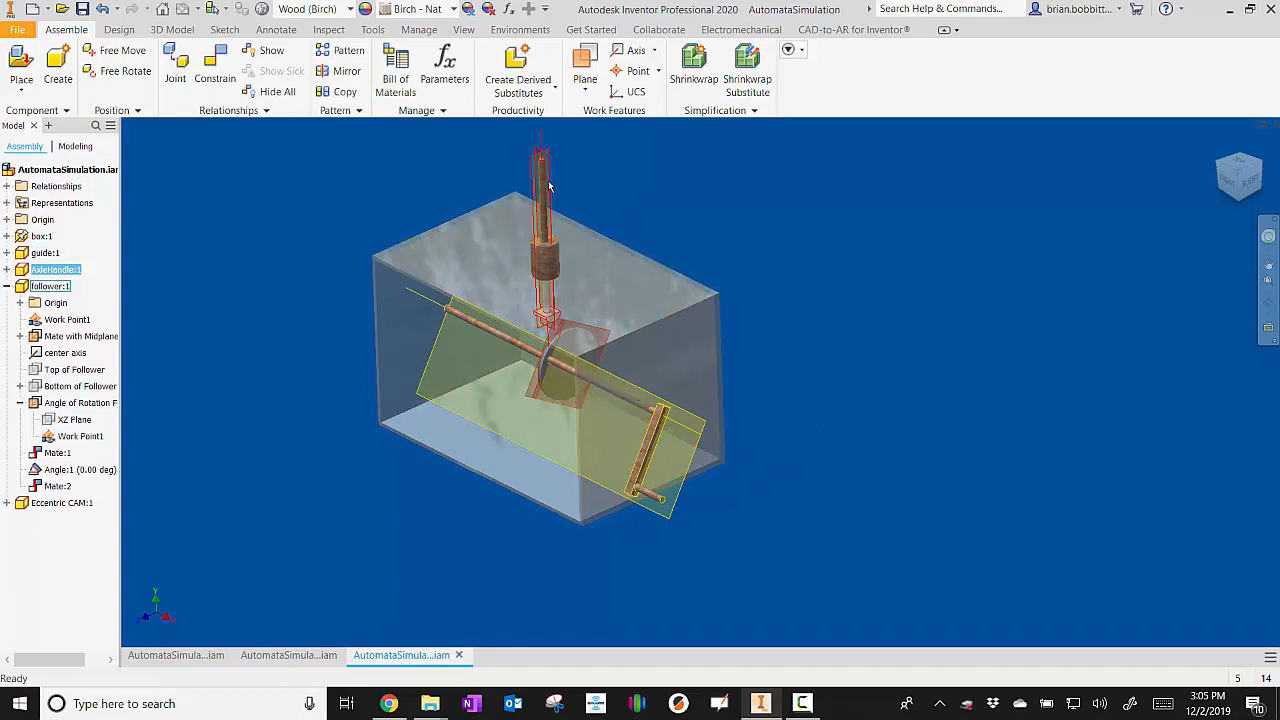 Wood (Birch)
Birch - Nat
Autodesk Inventor Professional 2020
AutomataSimulation
Search Help & Commands...
brian.bobbitt...
File
Assemble
Design
3D Model
Sketch
Annotate
Inspect
Tools
Manage
View
Environments
Get Started
Collaborate
Electromechanical
CAD-to-AR for Inventor®
Place
Create
Free Move
Free Rotate
Joint
Constrain
Show
Show Sick
Hide All
Pattern
Mirror
Copy
Bill of
Materials
Parameters
Create Derived
Substitutes
Plane
Axis
Point
UCS
Shrinkwrap
Shrinkwrap
Substitute
Component
Position
Relationships
Pattern
Manage
Productivity
Work Features
Simplification
Model
Assembly
Modeling
AutomataSimulation.iam
Relationships
Representations
Origin
box:1
guide:1
AxleHandle:1
follower:1
Origin
Work Point1
Mate with Midplane
center axis
Top of Follower
Bottom of Follower
Angle of Rotation F
XZ Plane
Work Point1
Mate:1
Angle:1 (0.00 deg)
Mate:2
Eccentric CAM:1
FRONT
RIGHT
Y
Z
X
AutomataSimula...iam
AutomataSimula...iam
AutomataSimula...iam
Ready
5
14
Type here to search
3:05 PM
12/2/2019